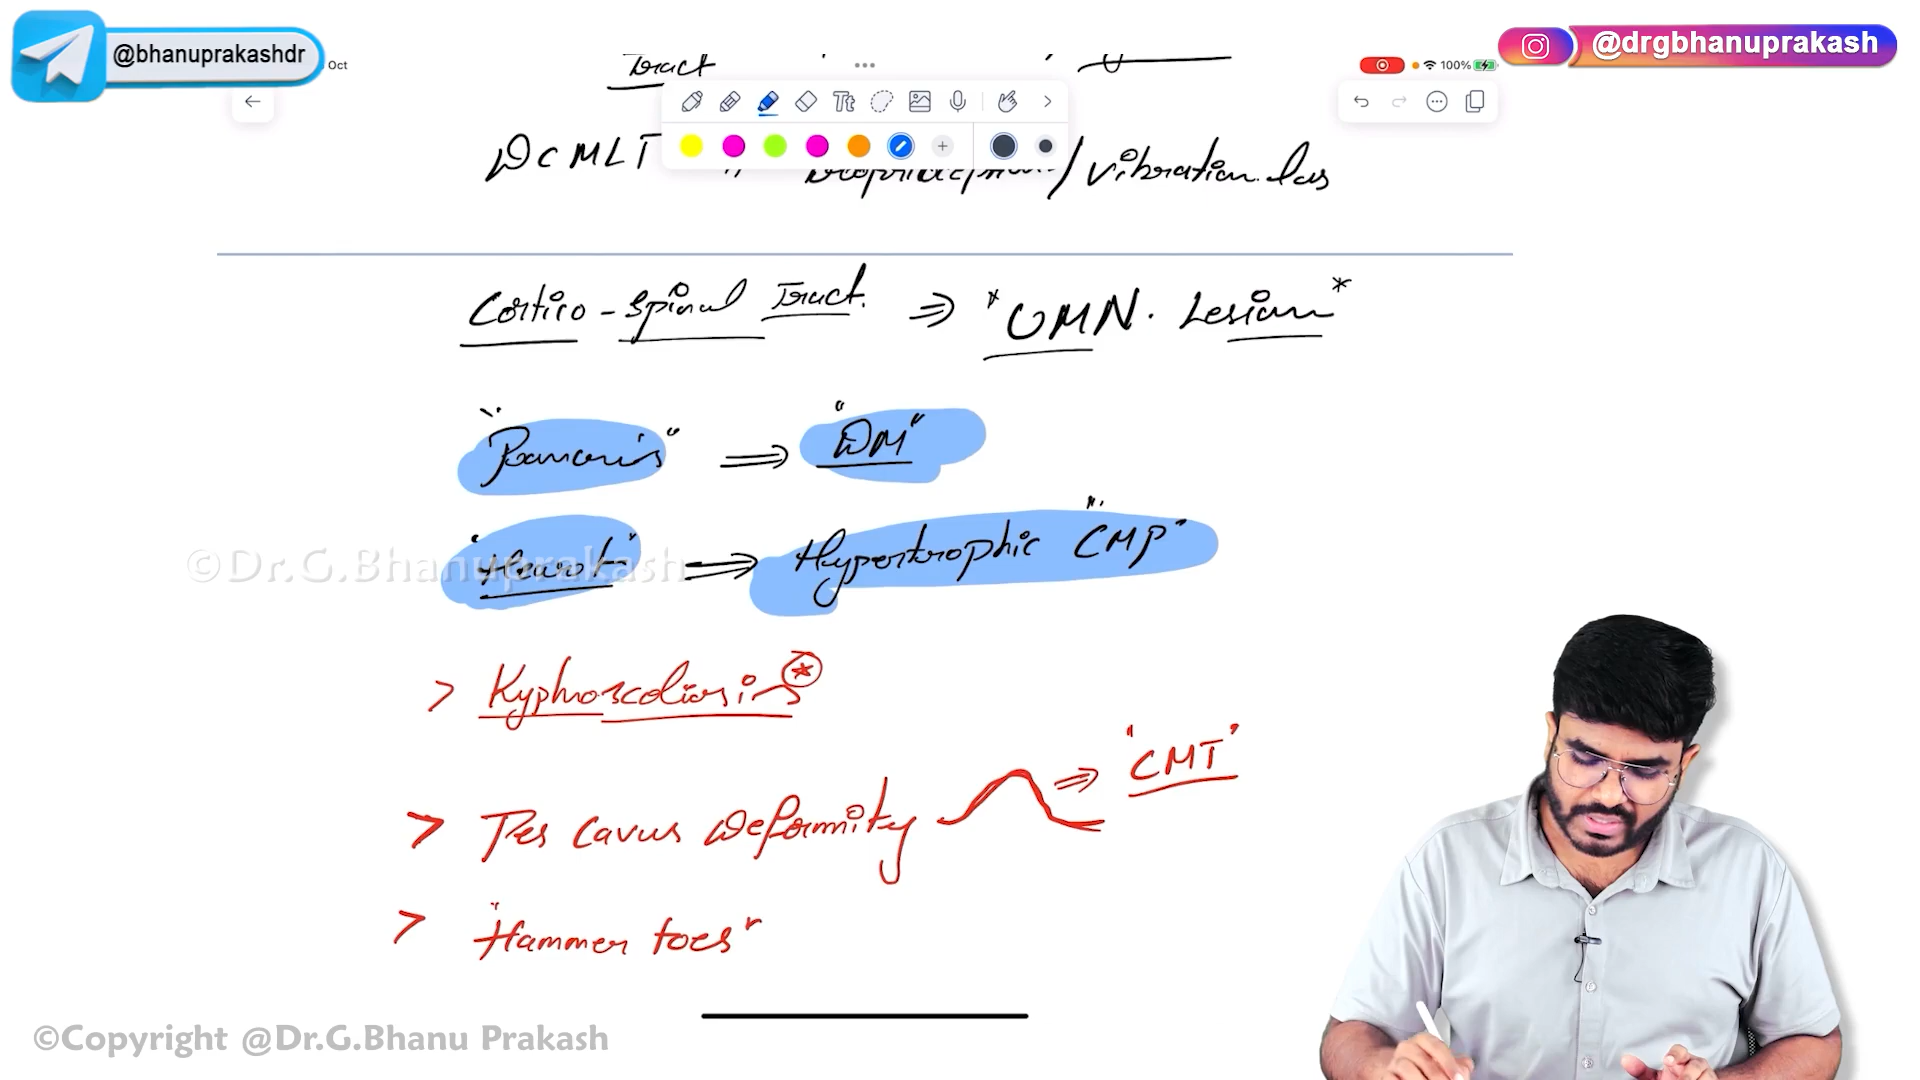 @bhanuprakashdr
Oct
Tract
100%
@drgbhanuprakash
Tt
DCMLT
/ Vibration. loss
Cortico - Spinal Tract. ⇒ * UMN. Lesion *
"Pancreas" ⇒ "DM"
"Heart" ⇒ Hypertrophic "CMP"
©Dr.G.Bhanuprakash
> Kyphoscoliosis *
> Pes Cavus Deformity ⇒ "CMT"
> "Hammer toes"
©Copyright @Dr.G.Bhanu Prakash